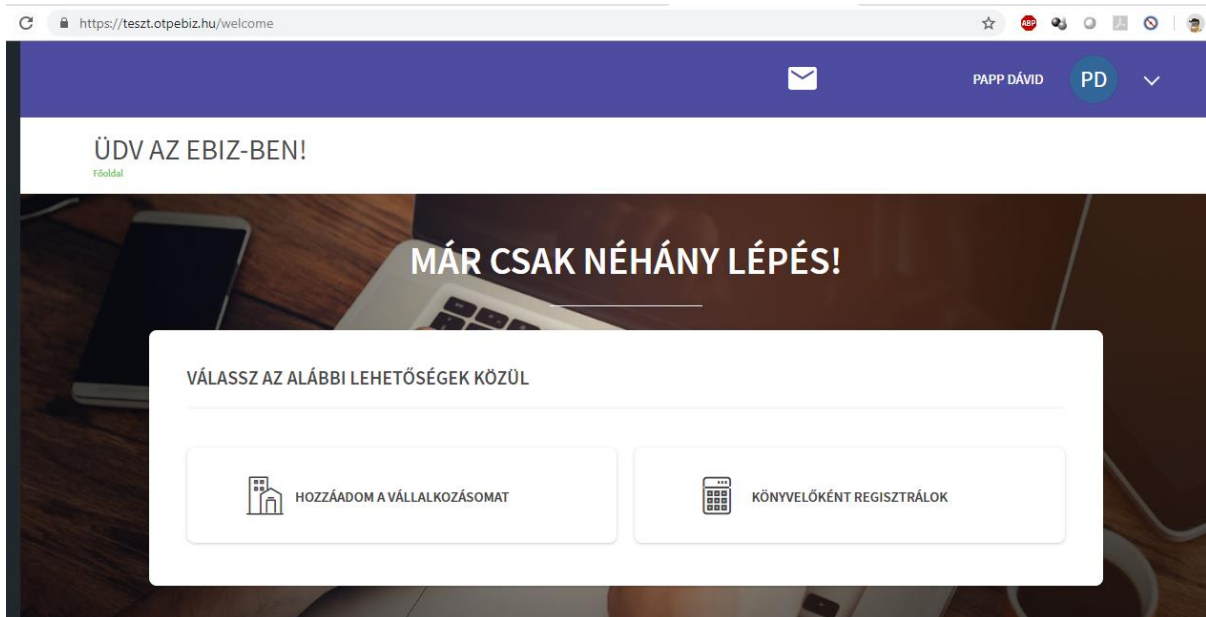 https://teszt.otpebiz.hu/welcome
ABP
PAPP DÁVID
PD
ÜDV AZ EBIZ-BEN!
Főoldal
MÁR CSAK NÉHÁNY LÉPÉS!
VÁLASSZ AZ ALÁBBI LEHETŐSÉGEK KÖZÜL
HOZZÁADOM A VÁLLALKOZÁSOMAT
KÖNYVELŐKÉNT REGISZTRÁLOK